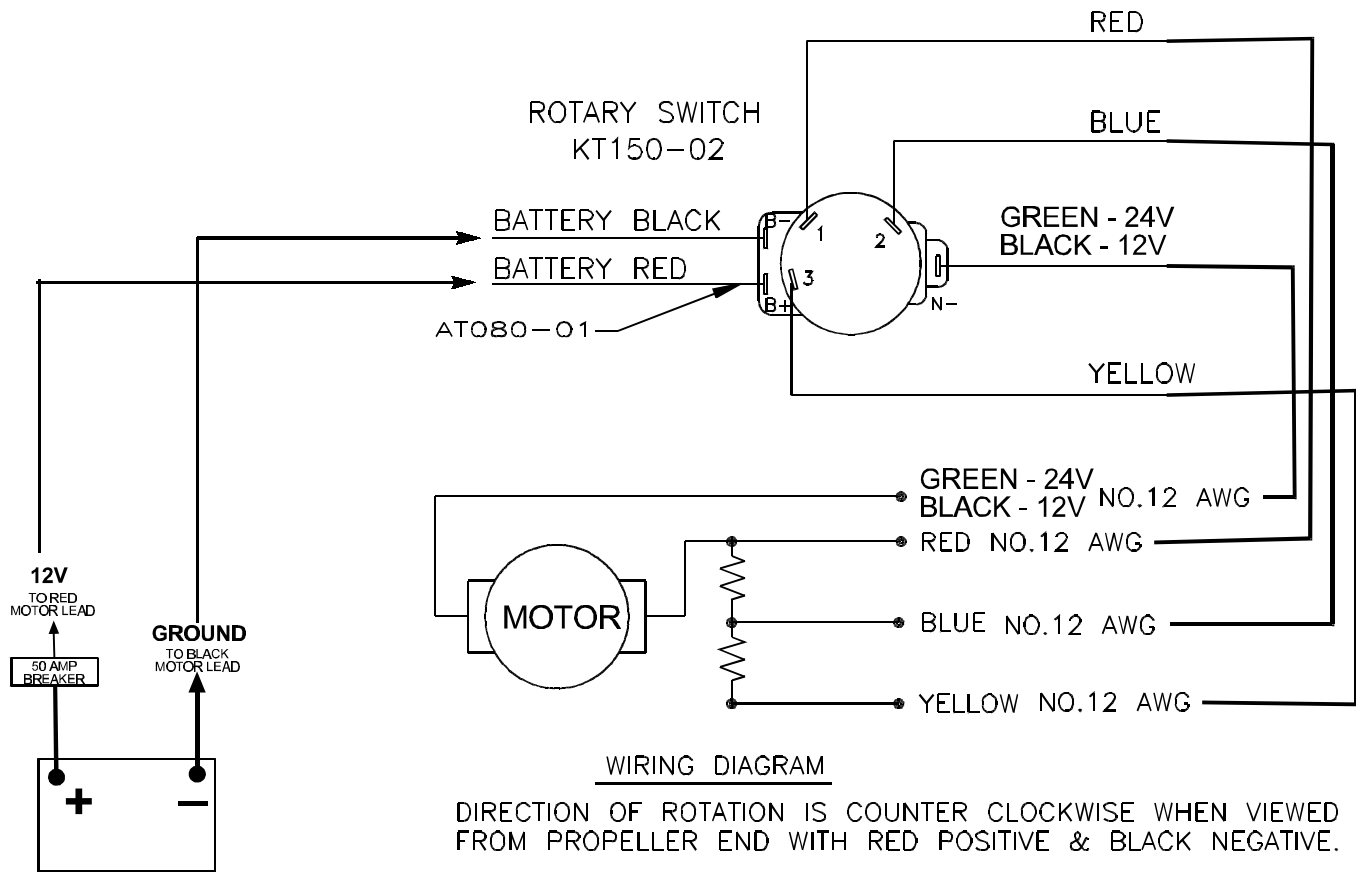 RED
ROTARY SWITCH
KT150-02
BLUE
BATTERY BLACK
B-
1
2
GREEN - 24V
BLACK - 12V
BATTERY RED
3
B+
N-
AT080-01
YELLOW
GREEN - 24V
BLACK - 12V
NO.12 AWG
RED NO.12 AWG
MOTOR
BLUE NO.12 AWG
YELLOW NO.12 AWG
12V
TO RED
MOTOR LEAD
50 AMP
BREAKER
GROUND
TO BLACK
MOTOR LEAD
+
−
WIRING DIAGRAM
DIRECTION OF ROTATION IS COUNTER CLOCKWISE WHEN VIEWED
FROM PROPELLER END WITH RED POSITIVE & BLACK NEGATIVE.